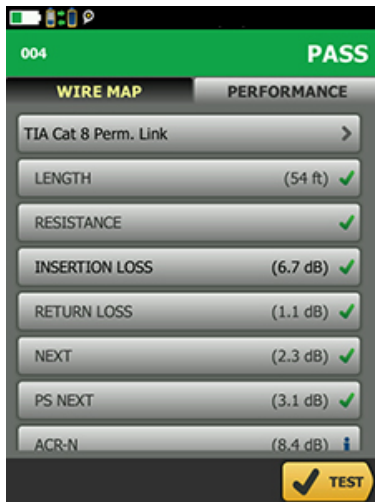 004 PASS
WIRE MAP PERFORMANCE
TIA Cat 8 Perm. Link
LENGTH (54 ft)
RESISTANCE
INSERTION LOSS (6.7 dB)
RETURN LOSS (1.1 dB)
NEXT (2.3 dB)
PS NEXT (3.1 dB)
ACR-N (8.4 dB) i
TEST